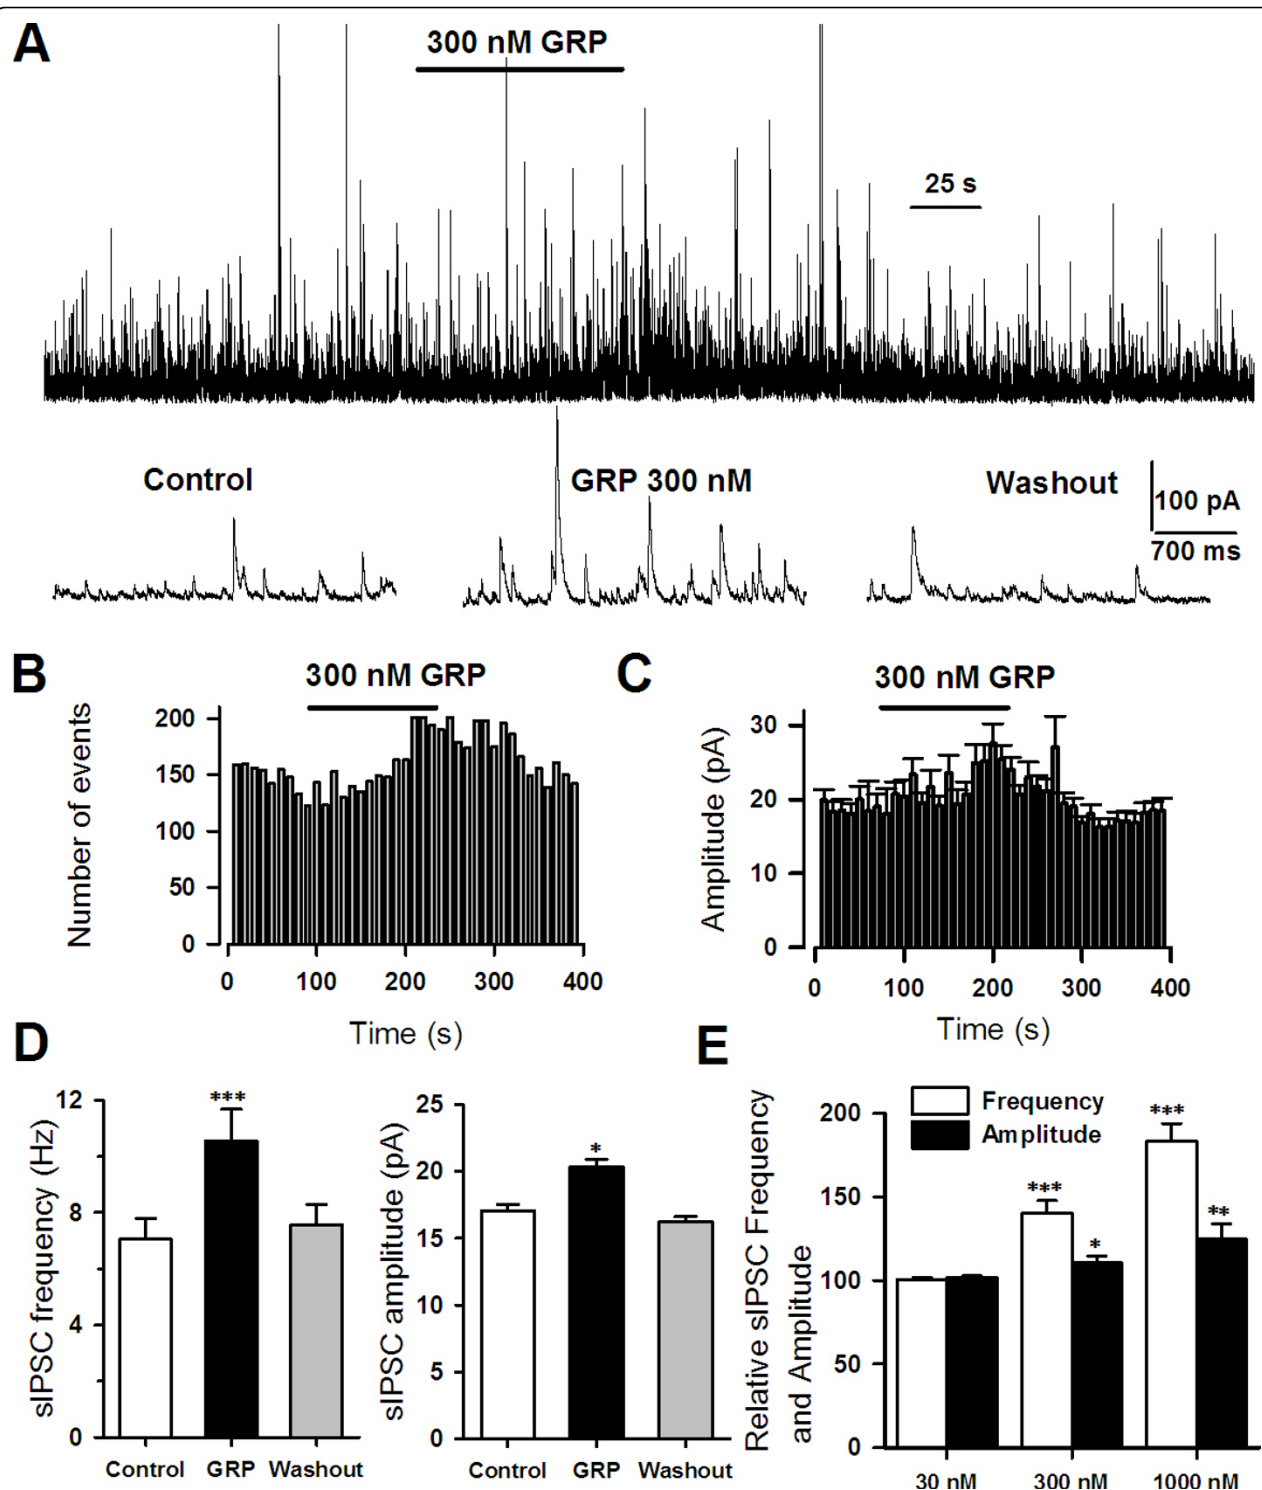 A
300 nM GRP
25 s
Control
GRP 300 nM
Washout
100 pA
700 ms
B
300 nM GRP
Number of events
200
150
100
50
0
0 100 200 300 400
Time (s)
C
300 nM GRP
Amplitude (pA)
30
20
10
0
0 100 200 300 400
Time (s)
D
sIPSC frequency (Hz)
12
8
4
0
***
Control GRP Washout
sIPSC amplitude (pA)
25
20
15
10
5
0
*
Control GRP Washout
E
Relative sIPSC Frequency
and Amplitude
200
150
100
50
0
Frequency
Amplitude
***
*
***
**
30 nM 300 nM 1000 nM